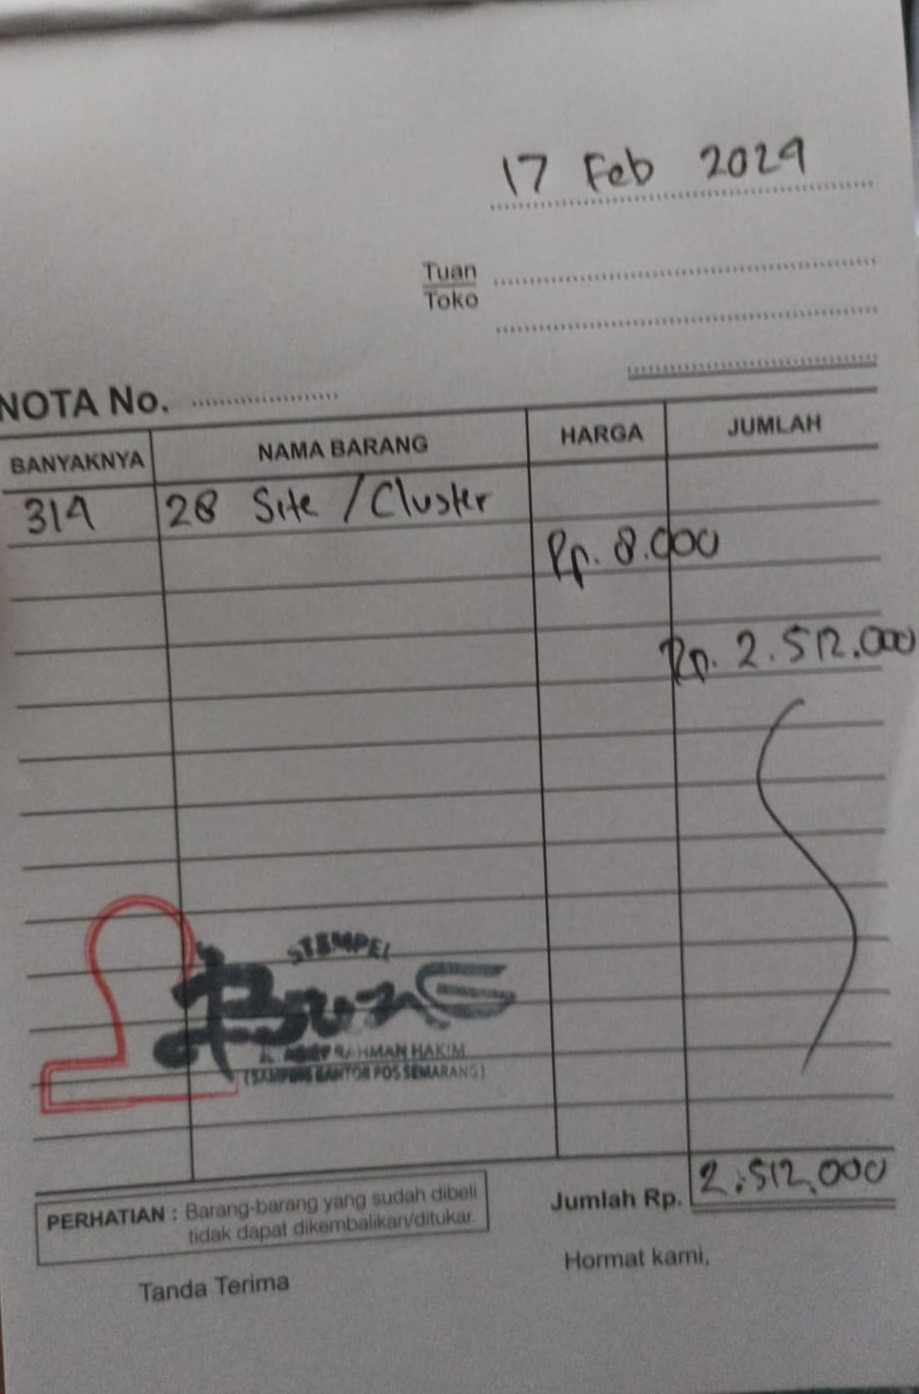 17 Feb 2024
Tuan
Toko
NOTA No.
BANYAKNYA NAMA BARANG HARGA JUMLAH
314 28 Site / Cluster
Rp. 8.000
Rp. 2.512.000
STEMPEL
RAHMAN HAKIM
(SAMPING KANTOR POS SEMARANG)
Jumlah Rp. 2.512.000
PERHATIAN : Barang-barang yang sudah dibeli
tidak dapat dikembalikan/ditukar.
Hormat kami,
Tanda Terima